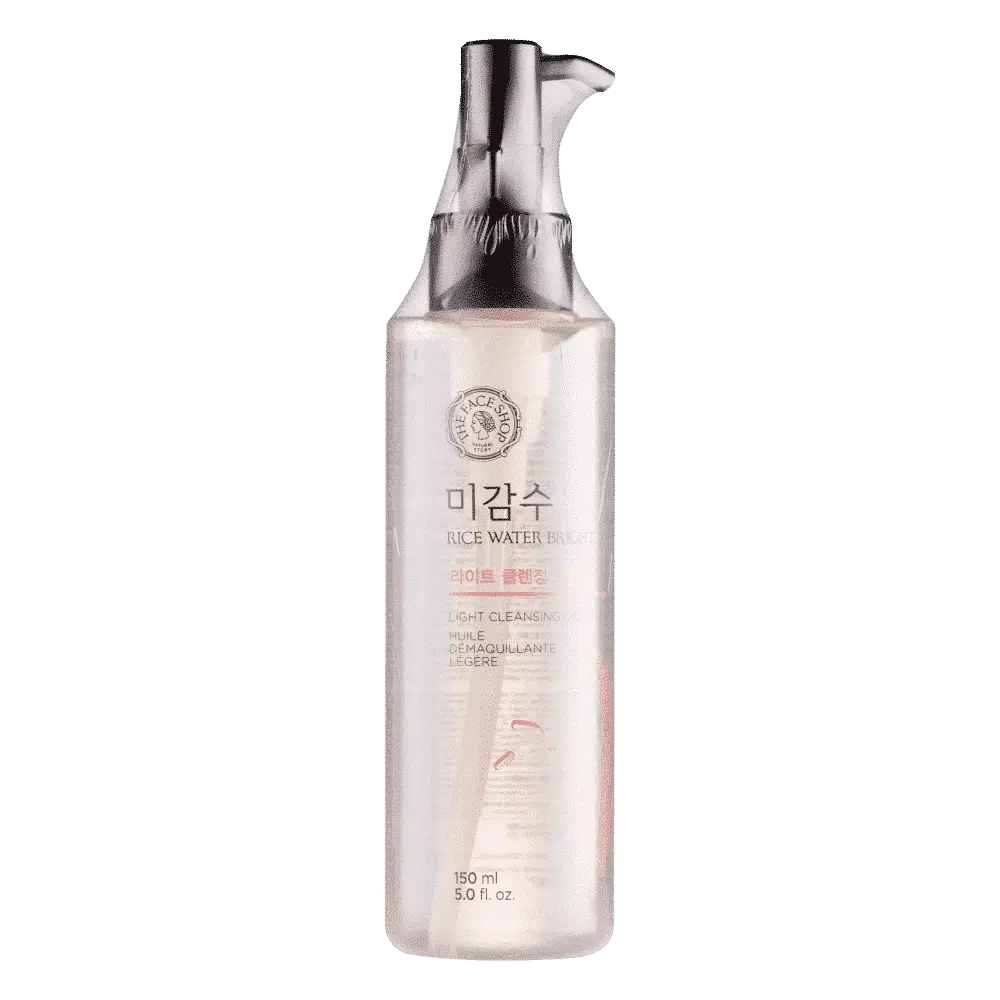 THE FACE SHOP
NATURAL
STORY
미감수
RICE WATER BRIGHT
라이트 클렌징
LIGHT CLEANSING
HUILE
DÉMAQUILLANTE
LÉGÈRE
150 ml
5.0 fl. oz.